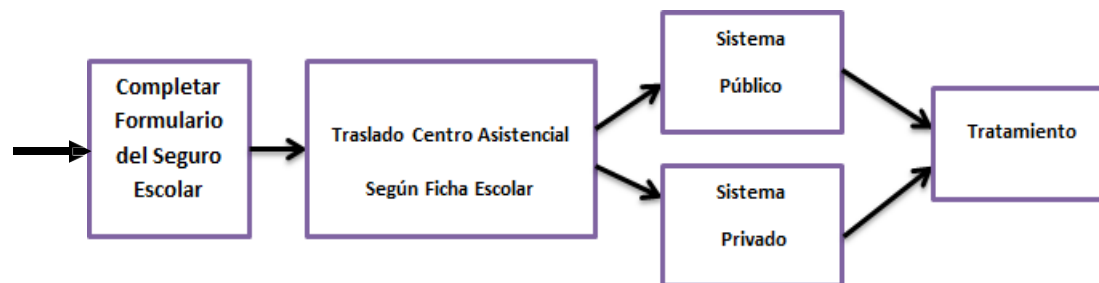 Completar
Formulario
del Seguro
Escolar
Traslado Centro Asistencial
Según Ficha Escolar
Sistema
Público
Sistema
Privado
Tratamiento